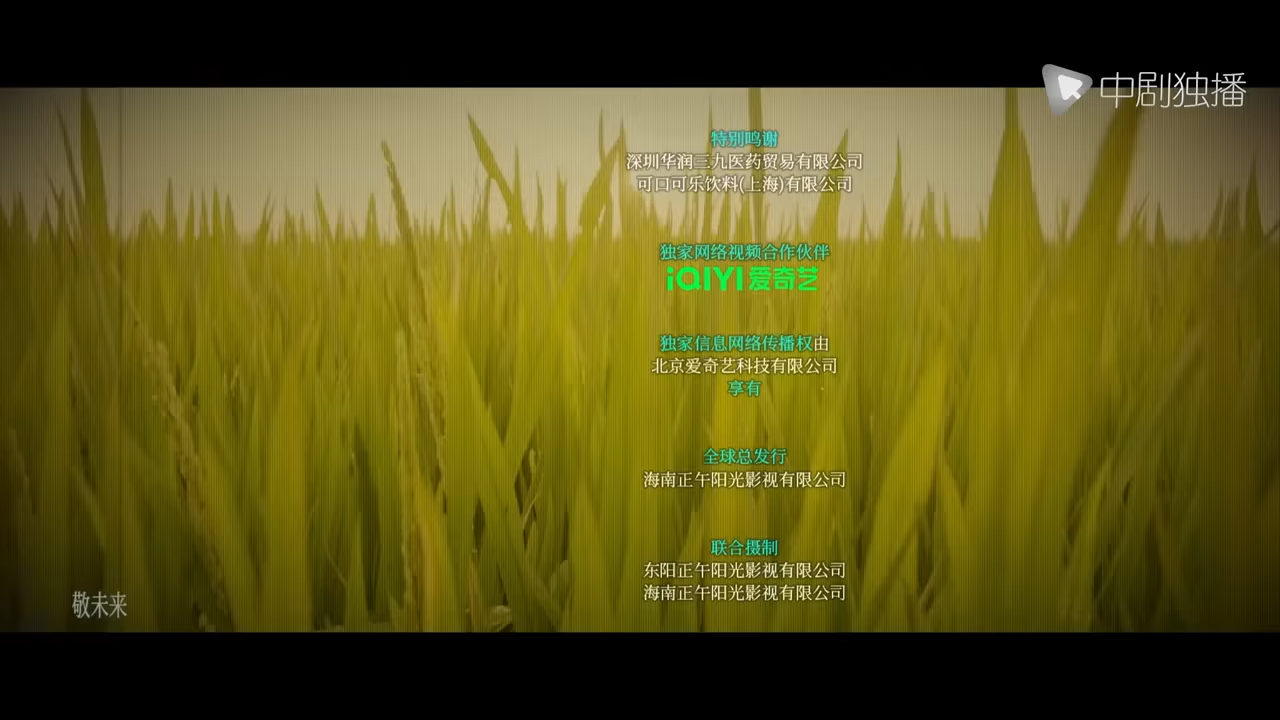 中剧独播
特别鸣谢
深圳华润三九医药贸易有限公司
可口可乐饮料(上海)有限公司
独家网络视频合作伙伴
iQIYI 爱奇艺
独家信息网络传播权由
北京爱奇艺科技有限公司
享有
全球总发行
海南正午阳光影视有限公司
联合摄制
东阳正午阳光影视有限公司
海南正午阳光影视有限公司
敬未来